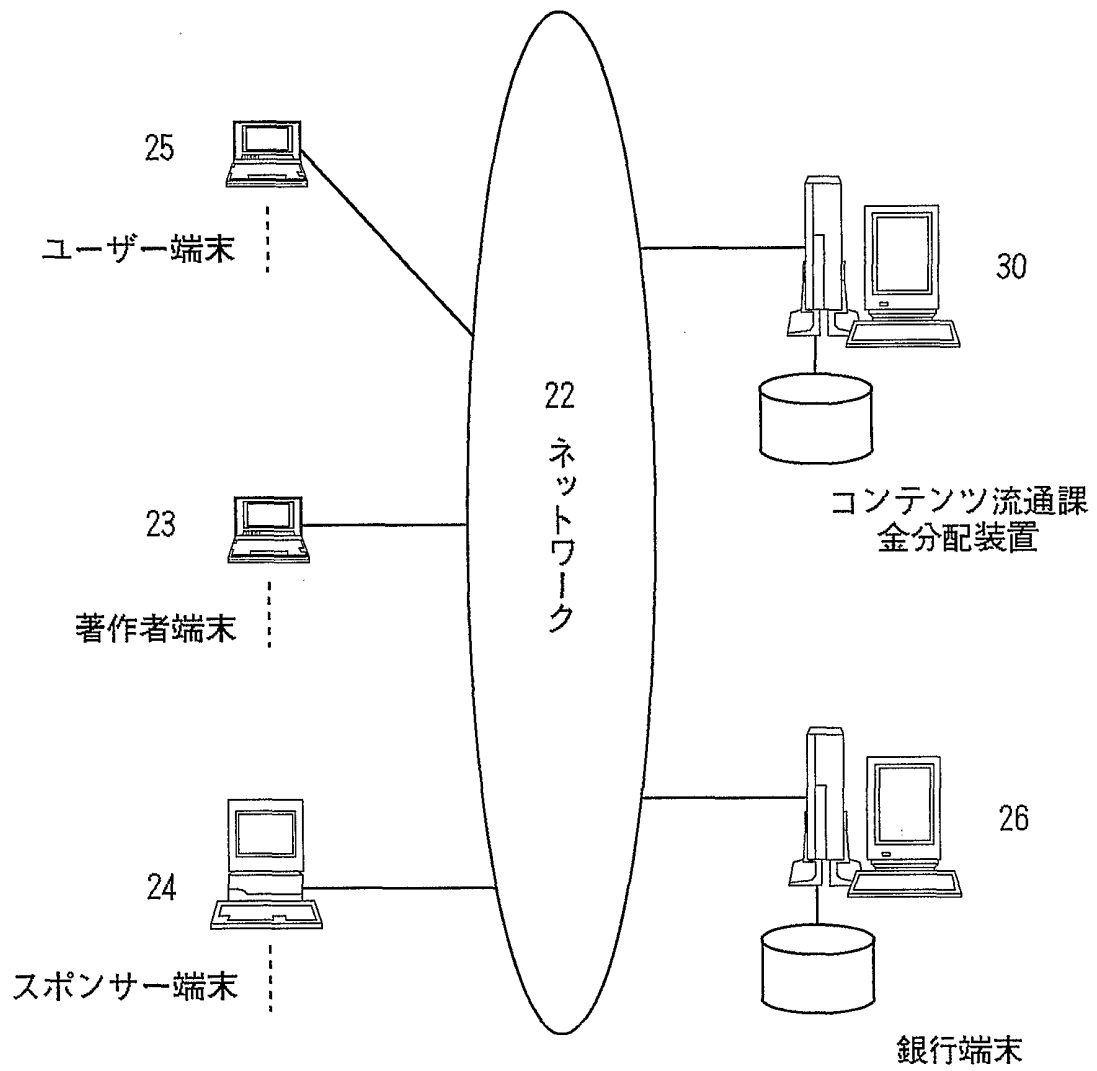 25
ユーザー端末
23
著作者端末
24
スポンサー端末
22
ネットワーク
30
コンテンツ流通課
金分配装置
26
銀行端末